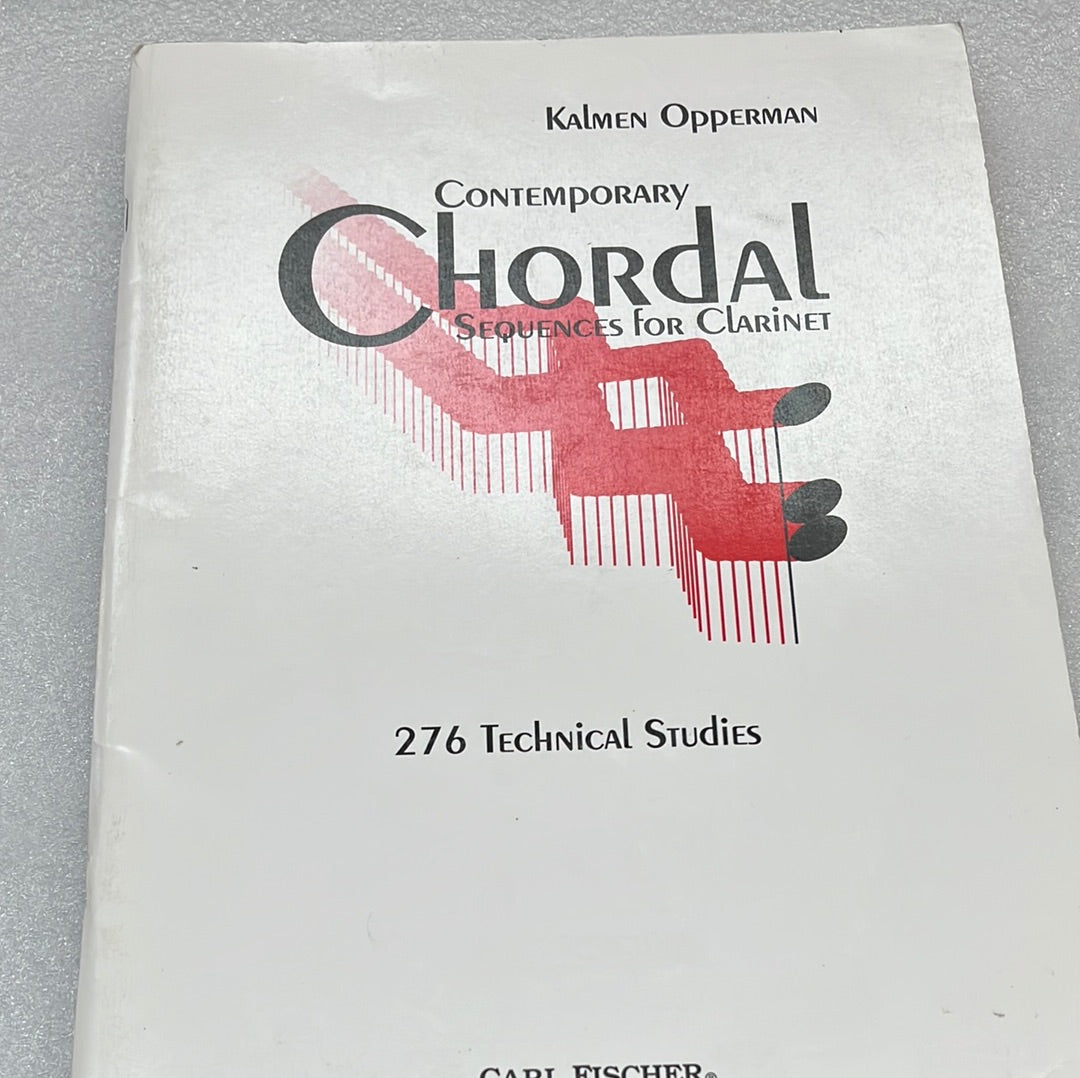 Kalmen Opperman
Contemporary
Chordal
Sequences for Clarinet
276 Technical Studies
CARL FISCHER®